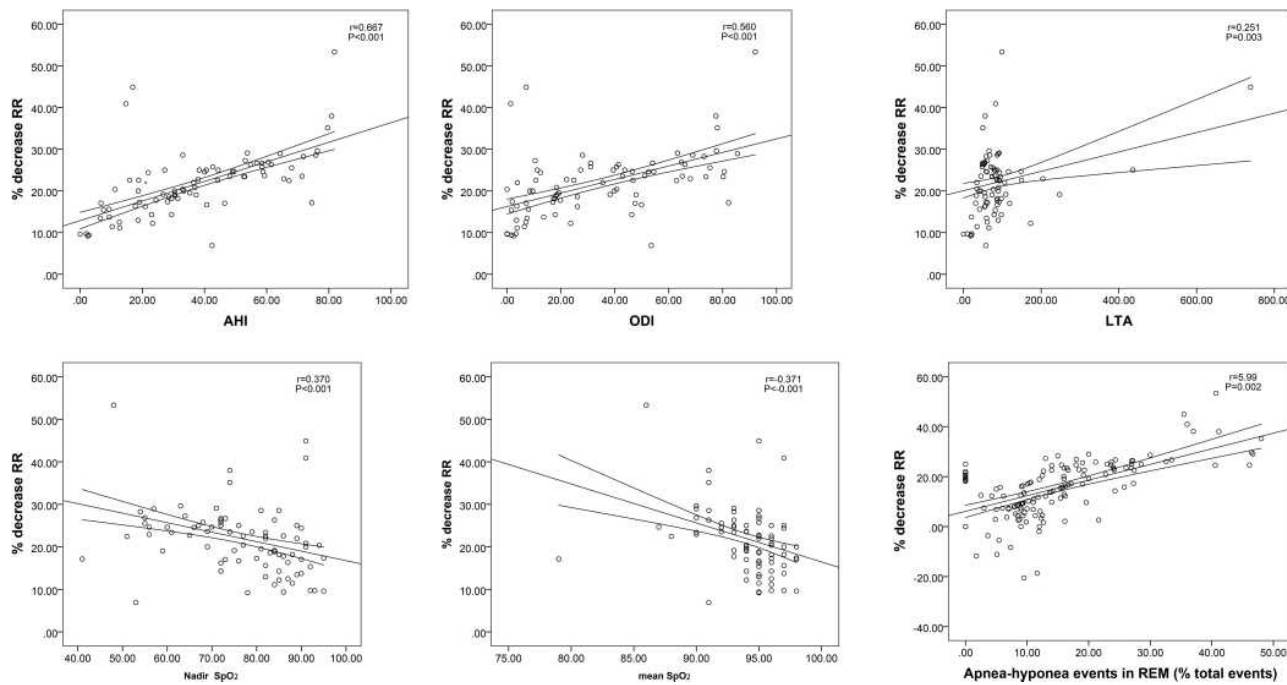 r=0.667
P<0.001
60.00
50.00
40.00
30.00
20.00
10.00
.00
% decrease RR
.00 20.00 40.00 60.00 80.00 100.00
AHI
r=0.560
P<0.001
60.00
50.00
40.00
30.00
20.00
10.00
.00
% decrease RR
.00 20.00 40.00 60.00 80.00 100.00
ODI
r=0.251
P=0.003
60.00
50.00
40.00
30.00
20.00
10.00
.00
% decrease RR
.00 200.00 400.00 600.00 800.00
LTA
r=0.370
P<0.001
60.00
50.00
40.00
30.00
20.00
10.00
.00
% decrease RR
40.00 50.00 60.00 70.00 80.00 90.00 100.00
Nadir SpO2
r=-0.371
P<-0.001
60.00
50.00
40.00
30.00
20.00
10.00
.00
% decrease RR
75.00 80.00 85.00 90.00 95.00 100.00
mean SpO2
r=5.99
P=0.002
60.00
40.00
20.00
.00
-20.00
-40.00
% decrease RR
.00 10.00 20.00 30.00 40.00 50.00
Apnea-hyponea events in REM (% total events)